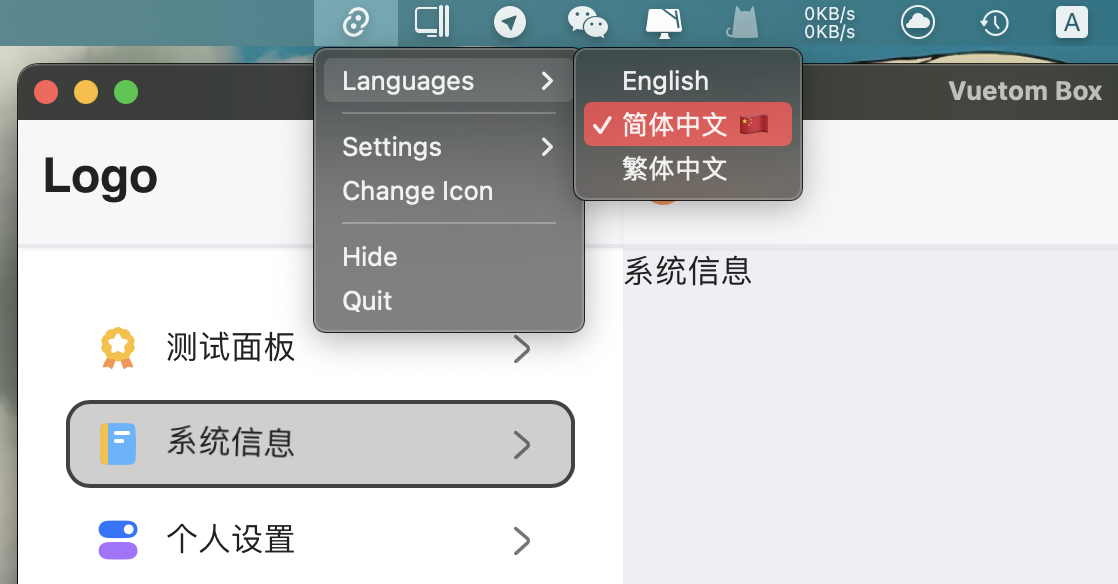 0KB/s
0KB/s
A
Languages
Settings
Change Icon
Hide
Quit
English
✓ 简体中文 🇨🇳
繁体中文
Vuetom Box
Logo
测试面板
系统信息
个人设置
系统信息